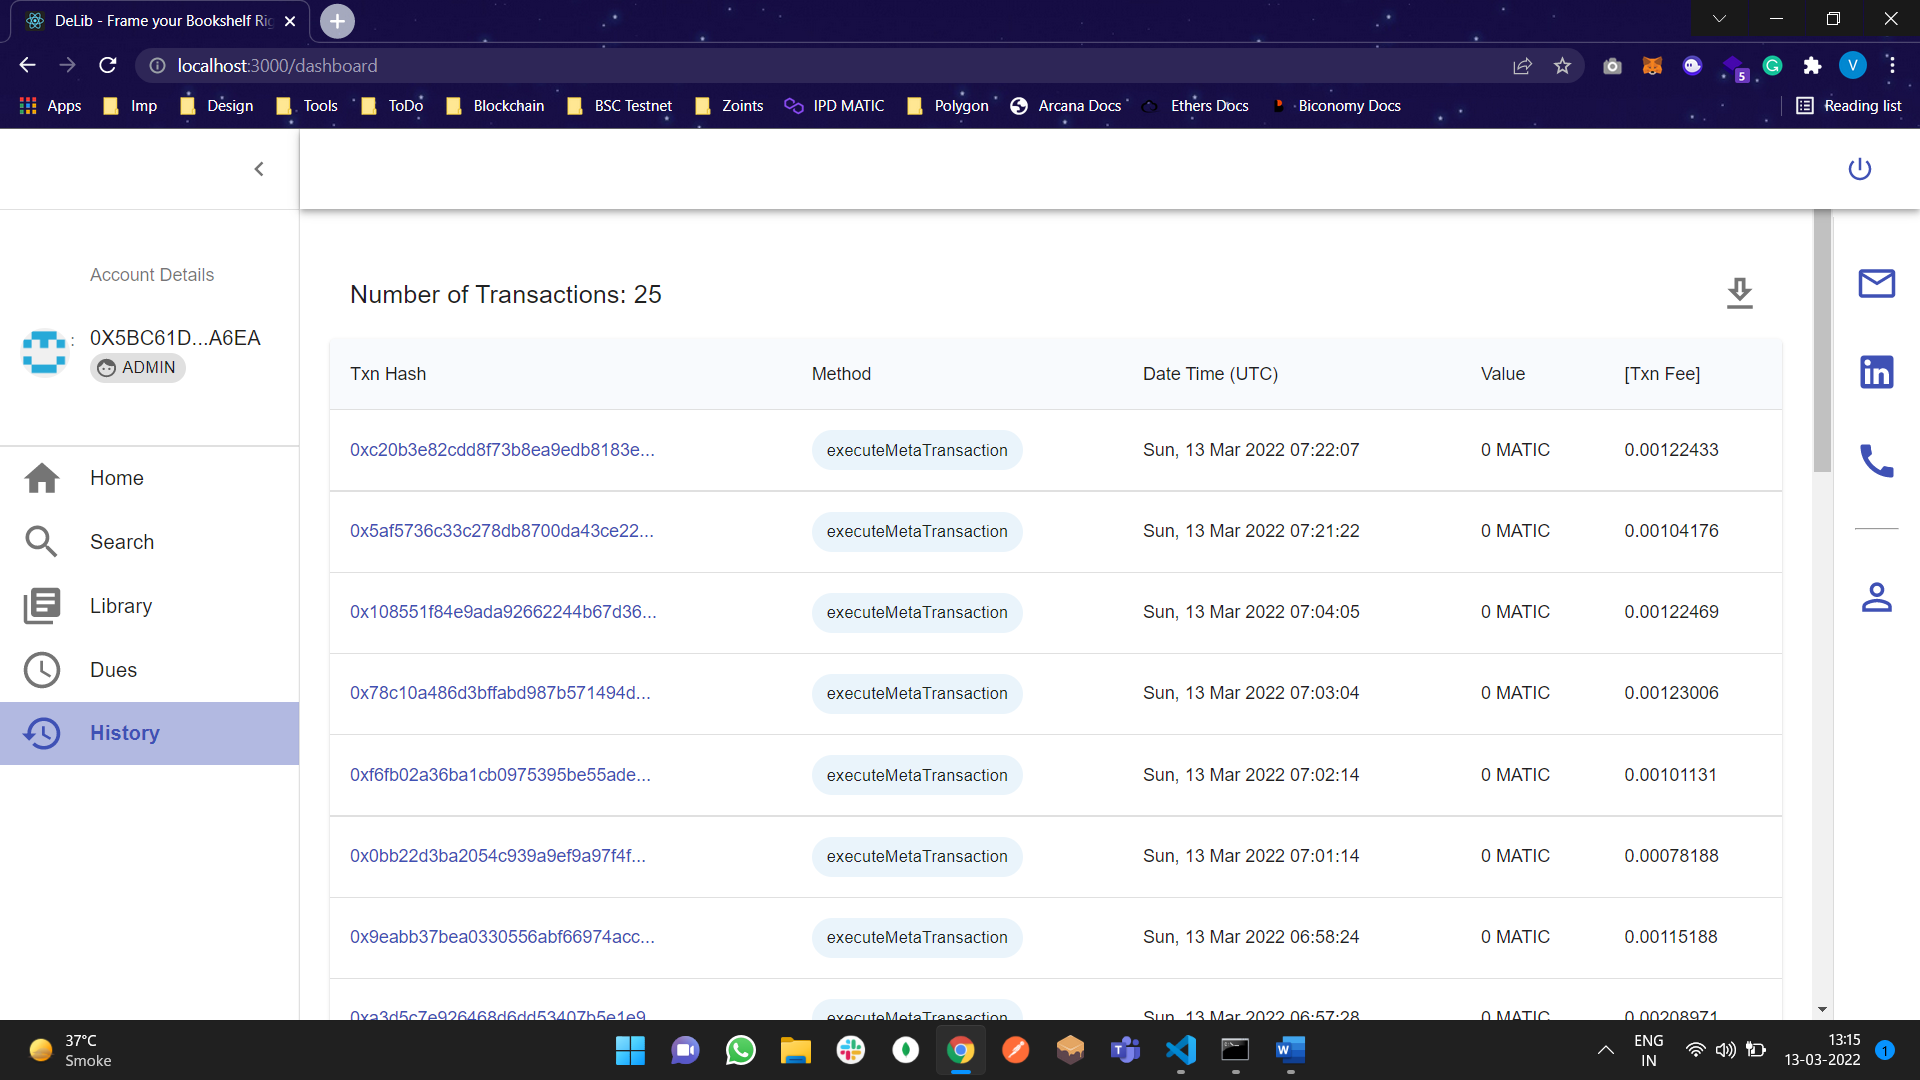 DeLib - Frame your Bookshelf Rig
localhost:3000/dashboard
5
V
Apps Imp Design Tools ToDo Blockchain BSC Testnet Zoints IPD MATIC Polygon Arcana Docs Ethers Docs Biconomy Docs Reading list
Account Details
: 0X5BC61D...A6EA
ADMIN
Home
Search
Library
Dues
History
Number of Transactions: 25
Txn Hash Method Date Time (UTC) Value [Txn Fee]
0xc20b3e82cdd8f73b8ea9edb8183e... executeMetaTransaction Sun, 13 Mar 2022 07:22:07 0 MATIC 0.00122433
0x5af5736c33c278db8700da43ce22... executeMetaTransaction Sun, 13 Mar 2022 07:21:22 0 MATIC 0.00104176
0x108551f84e9ada92662244b67d36... executeMetaTransaction Sun, 13 Mar 2022 07:04:05 0 MATIC 0.00122469
0x78c10a486d3bffabd987b571494d... executeMetaTransaction Sun, 13 Mar 2022 07:03:04 0 MATIC 0.00123006
0xf6fb02a36ba1cb0975395be55ade... executeMetaTransaction Sun, 13 Mar 2022 07:02:14 0 MATIC 0.00101131
0x0bb22d3ba2054c939a9ef9a97f4f... executeMetaTransaction Sun, 13 Mar 2022 07:01:14 0 MATIC 0.00078188
0x9eabb37bea0330556abf66974acc... executeMetaTransaction Sun, 13 Mar 2022 06:58:24 0 MATIC 0.00115188
0xa3d5c7e926468d6dd53407b5e1e9 executeMetaTransaction Sun, 13 Mar 2022 06:57:28 0 MATIC 0.00208971
in
37°C
Smoke
ENG
IN
13:15
13-03-2022
1